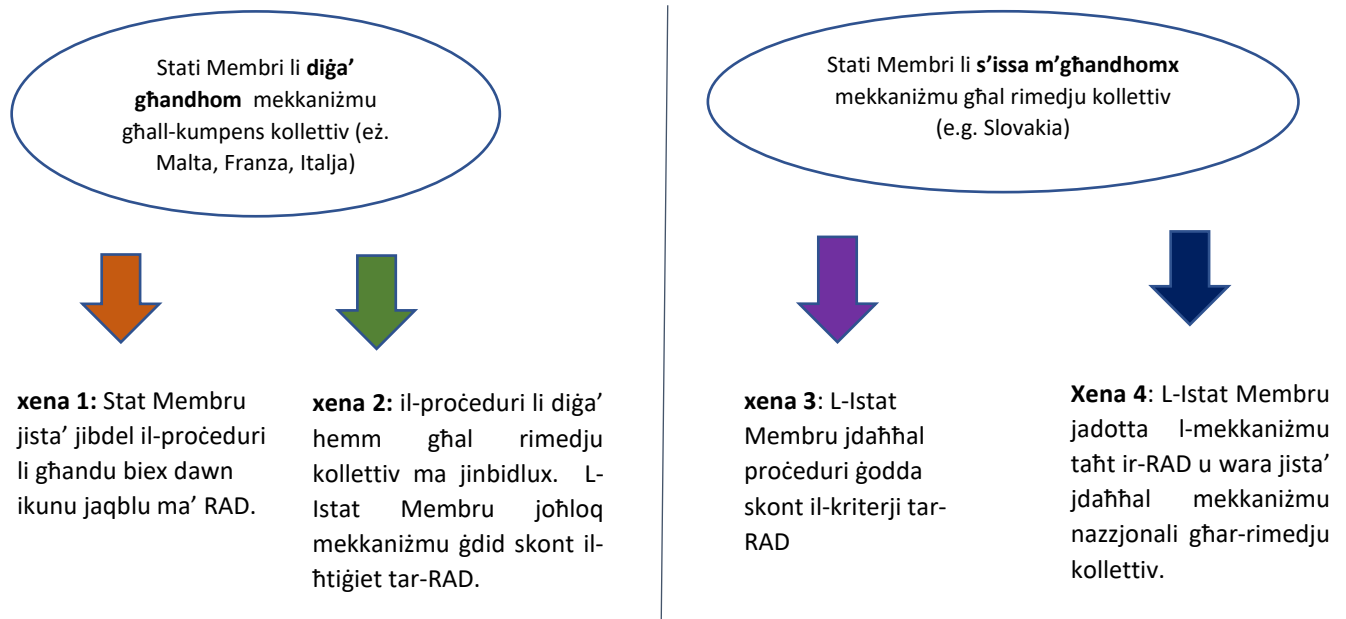 Stati Membri li diġa'
għandhom mekkaniżmu
għall-kumpens kollettiv (eż.
Malta, Franza, Italja)
xena 1: Stat Membru
jista' jibdel il-proċeduri
li għandu biex dawn
ikunu jaqblu ma' RAD.
xena 2: il-proċeduri li diġa'
hemm għal rimedju
kollettiv ma jinbidlux. L-
Istat Membru joħloq
mekkaniżmu ġdid skont il-
ħtiġiet tar-RAD.
Stati Membri li s'issa m'għandhomx
mekkaniżmu għal rimedju kollettiv
(e.g. Slovakia)
xena 3: L-Istat
Membru jdaħħal
proċeduri ġodda
skont il-kriterji tar-
RAD
Xena 4: L-Istat Membru
jadotta l-mekkaniżmu
taħt ir-RAD u wara jista'
jdaħħal mekkaniżmu
nazzjonali għar-rimedju
kollettiv.